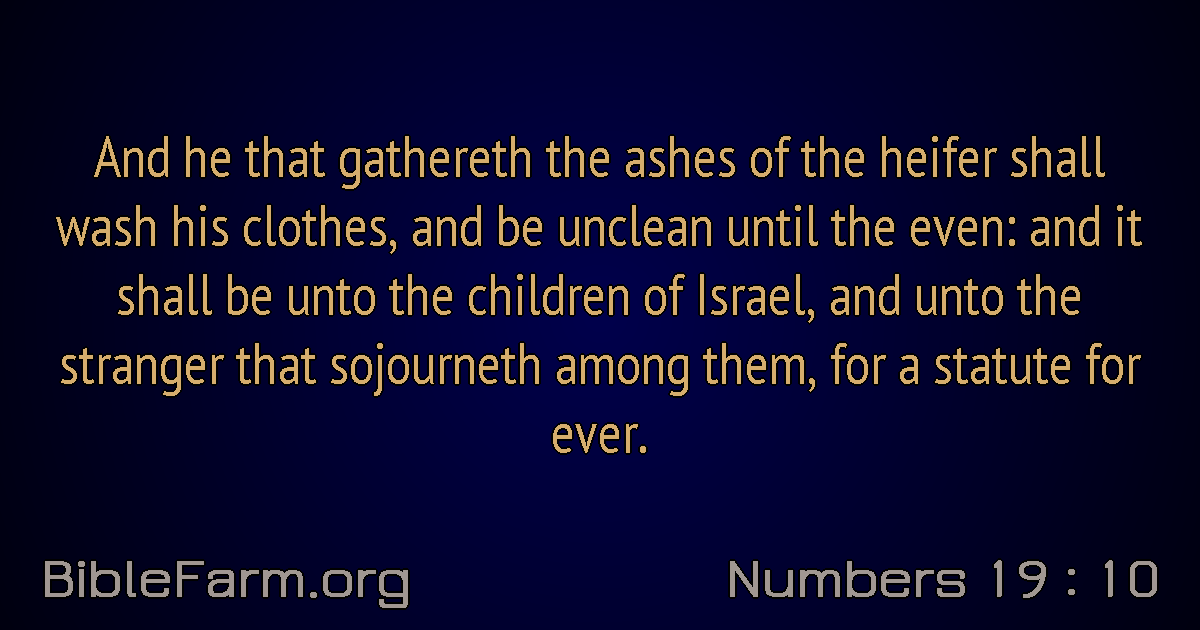 And he that gathereth the ashes of the heifer shall
wash his clothes, and be unclean until the even: and it
shall be unto the children of Israel, and unto the
stranger that sojourneth among them, for a statute for
ever.
BibleFarm.org
Numbers 19 : 10